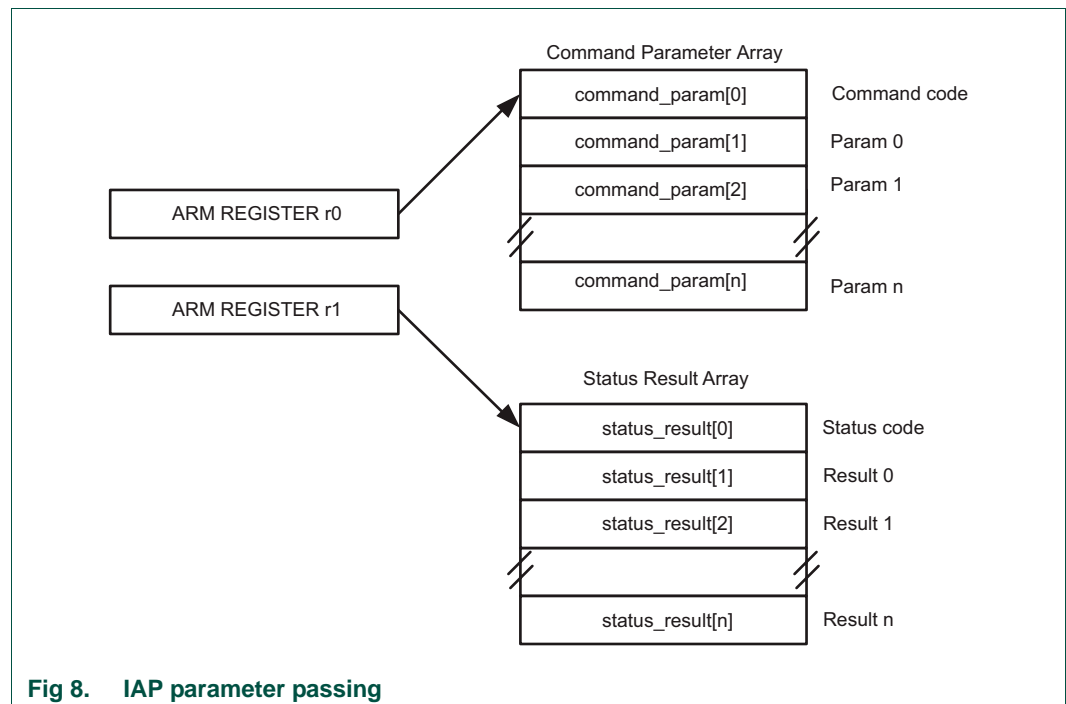 Command Parameter Array
command_param[0] Command code
command_param[1] Param 0
command_param[2] Param 1
ARM REGISTER r0
command_param[n] Param n
ARM REGISTER r1
Status Result Array
status_result[0] Status code
status_result[1] Result 0
status_result[2] Result 1
status_result[n] Result n
Fig 8. IAP parameter passing